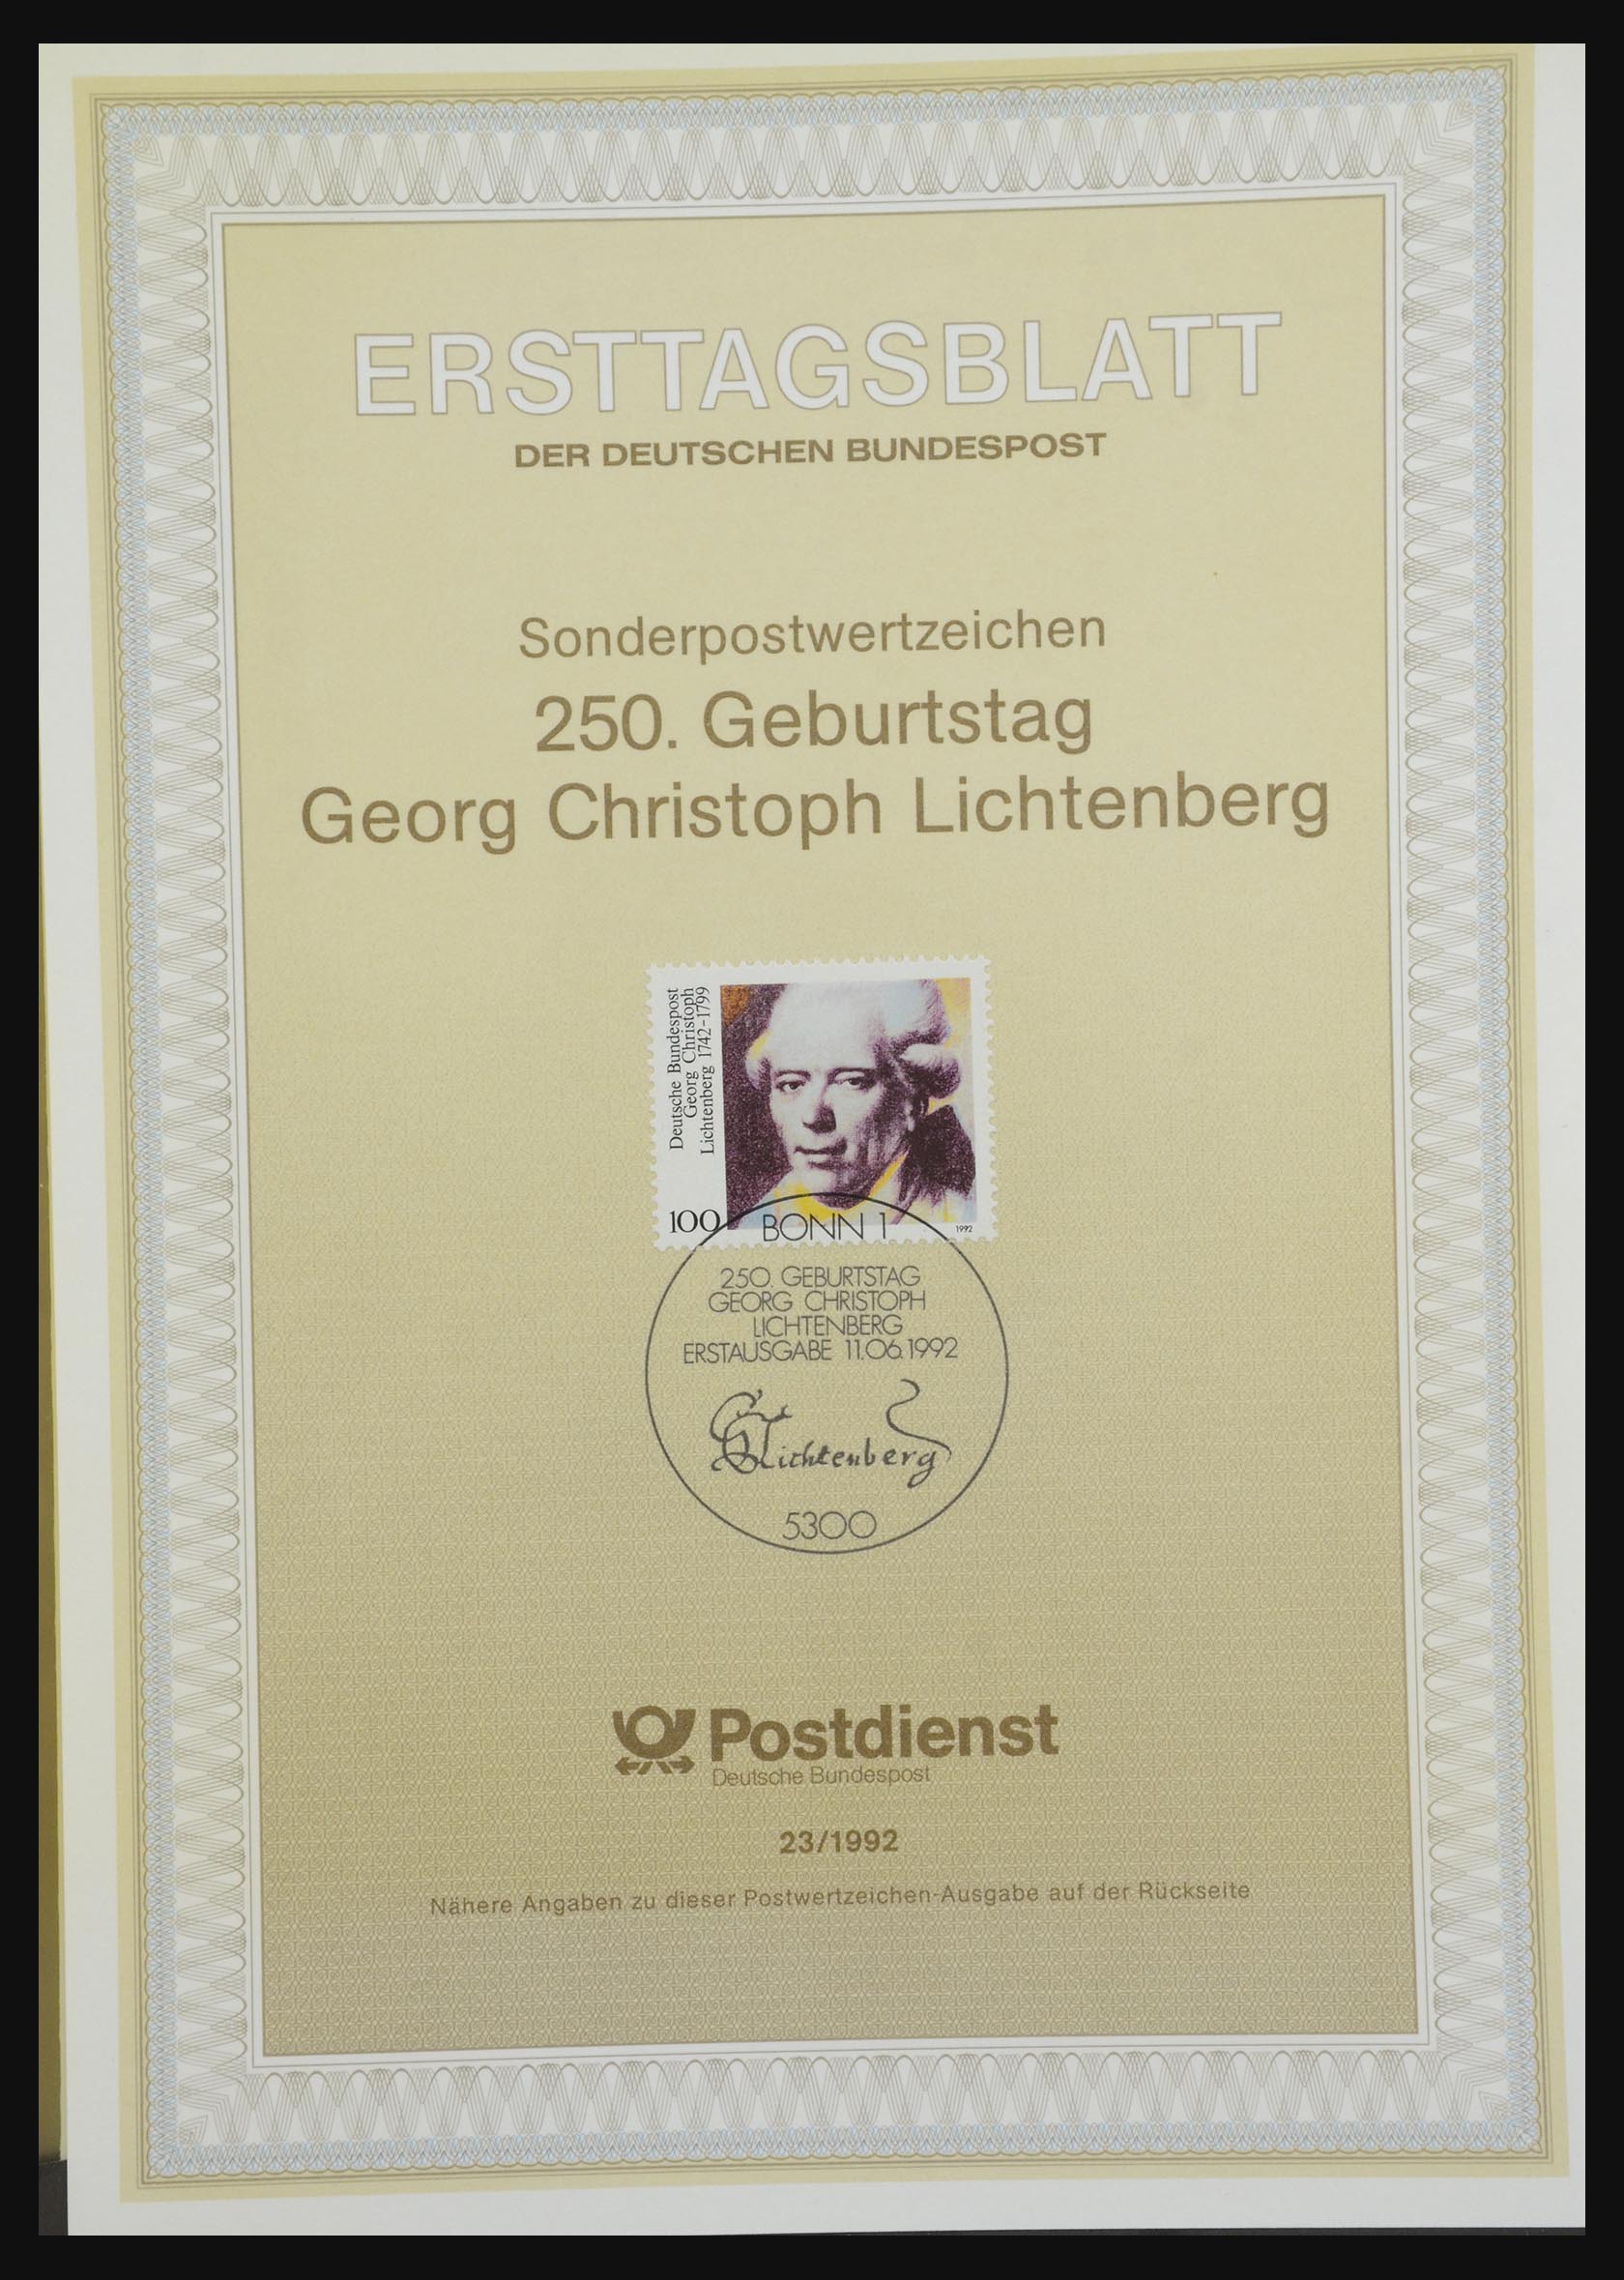 ERSTTAGSBLATT
DER DEUTSCHEN BUNDESPOST
Sonderpostwertzeichen
250. Geburtstag
Georg Christoph Lichtenberg
Deutsche Bundespost
Georg Christoph
Lichtenberg 1742-1799
100
1992
BONN 1
250. GEBURTSTAG
GEORG CHRISTOPH
LICHTENBERG
ERSTAUSGABE 11.06.1992
GCLichtenberg
5300
Postdienst
Deutsche Bundespost
23/1992
Nähere Angaben zu dieser Postwertzeichen-Ausgabe auf der Rückseite